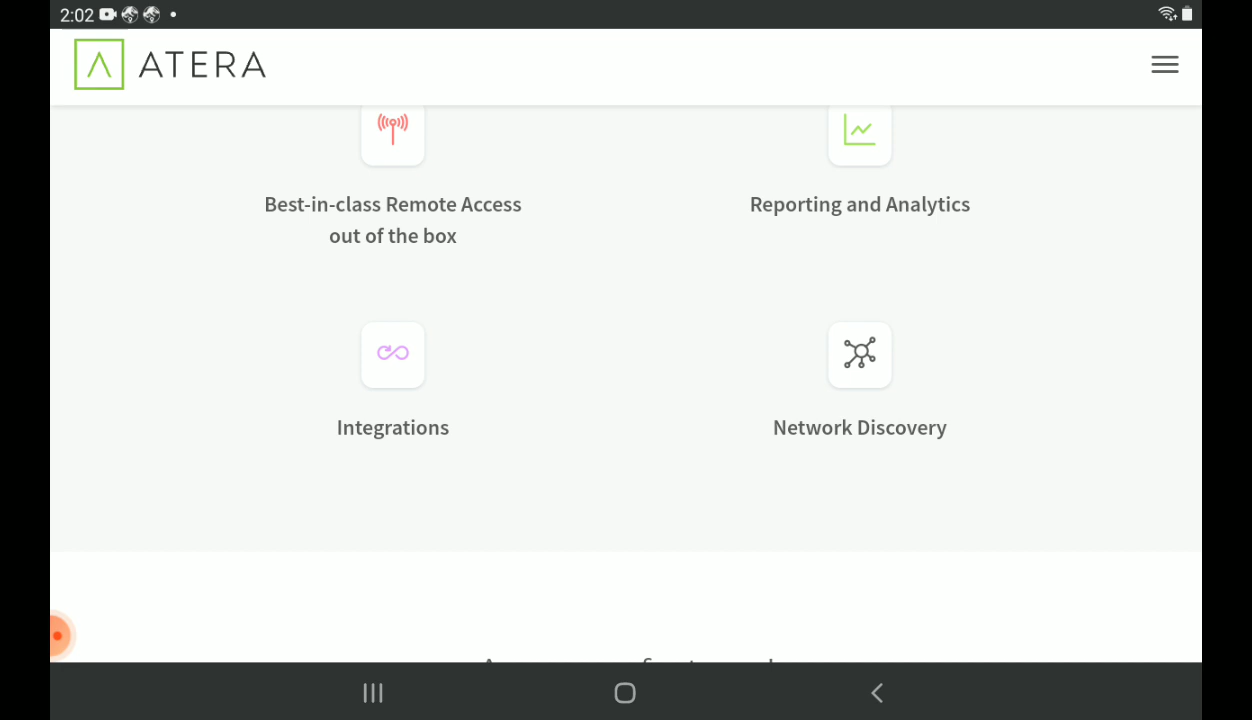 2:02
ATERA
Best-in-class Remote Access
out of the box
Reporting and Analytics
Integrations
Network Discovery